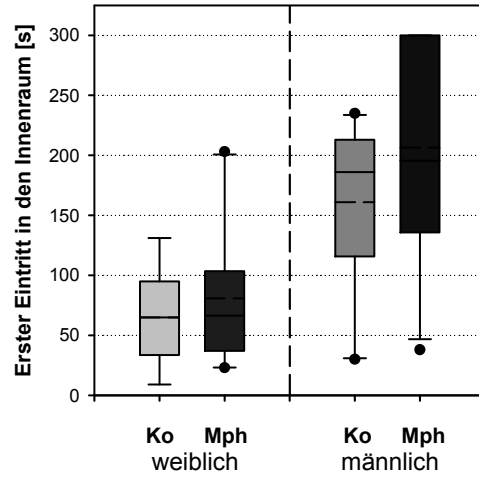 Erster Eintritt in den Innenraum [s]
300
250
200
150
100
50
0
Ko Mph Ko Mph
weiblich männlich